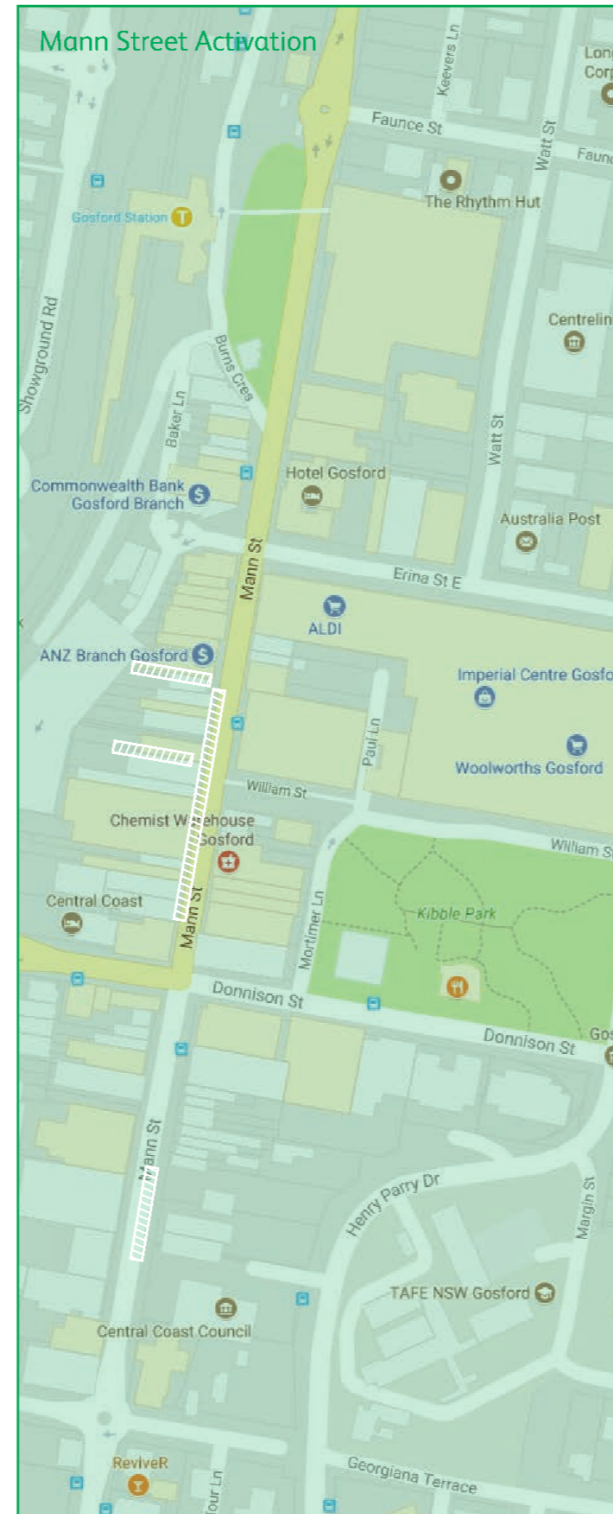 Mann Street Activation
Keevers Ln
Faunce St
Watt St
The Rhythm Hut
Gosford Station
T
Showground Rd
Burns Cres
Baker Ln
Watt St
Commonwealth Bank
Gosford Branch
Hotel Gosford
Australia Post
Mann St
Erina St E
ALDI
ANZ Branch Gosford
Imperial Centre
Paul Ln
Woolworths Gosford
William St
Chemist
Gosford
William
Central Coast
Mann St
Mortimer Ln
Kibble Park
Donnison St
Donnison St
Mann St
Henry Parry Dr
Margin St
TAFE NSW Gosford
Central Coast Council
ReviveR
Georgiana Terrace